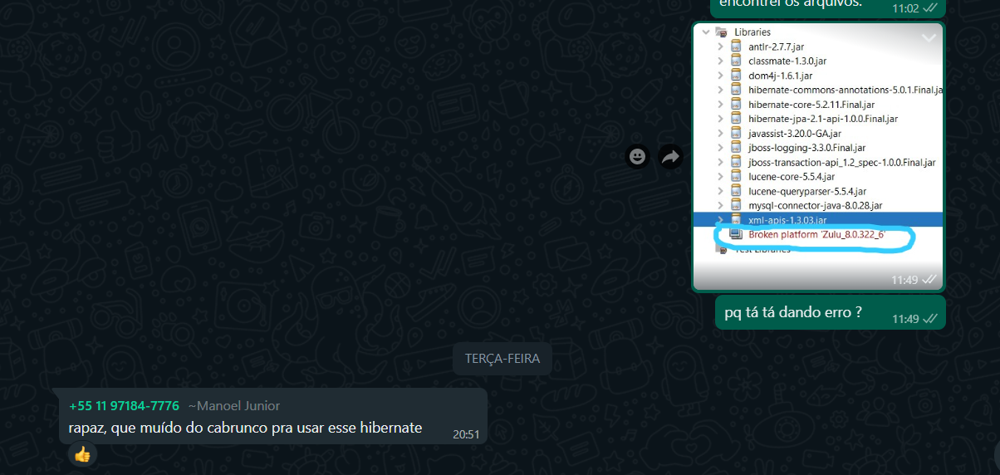 encontrei os arquivos.
11:02
Libraries
antlr-2.7.7.jar
classmate-1.3.0.jar
dom4j-1.6.1.jar
hibernate-commons-annotations-5.0.1.Final.ja
hibernate-core-5.2.11.Final.jar
hibernate-jpa-2.1-api-1.0.0.Final.jar
javassist-3.20.0-GA.jar
jboss-logging-3.3.0.Final.jar
jboss-transaction-api_1.2_spec-1.0.0.Final.jar
lucene-core-5.5.4.jar
lucene-queryparser-5.5.4.jar
mysql-connector-java-8.0.28.jar
xml-apis-1.3.03.jar
Broken platform 'Zulu_8.0.322_6'
Test Libraries
11:49
pq tá tá dando erro ?
11:49
TERÇA-FEIRA
+55 11 97184-7776 ~Manoel Junior
rapaz, que muído do cabrunco pra usar esse hibernate
20:51